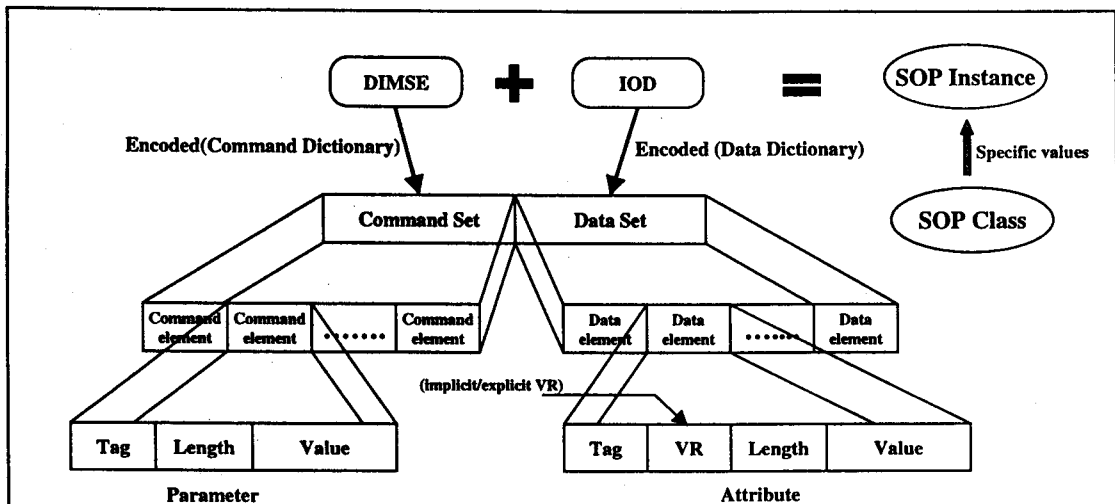 DIMSE + IOD = SOP Instance
Encoded(Command Dictionary)
Encoded (Data Dictionary)
Specific values
Command Set
Data Set
SOP Class
Command element
Command element
.......
Command element
Data element
Data element
.......
Data element
(implicit/explicit VR)
Tag
Length
Value
Tag
VR
Length
Value
Parameter
Attribute